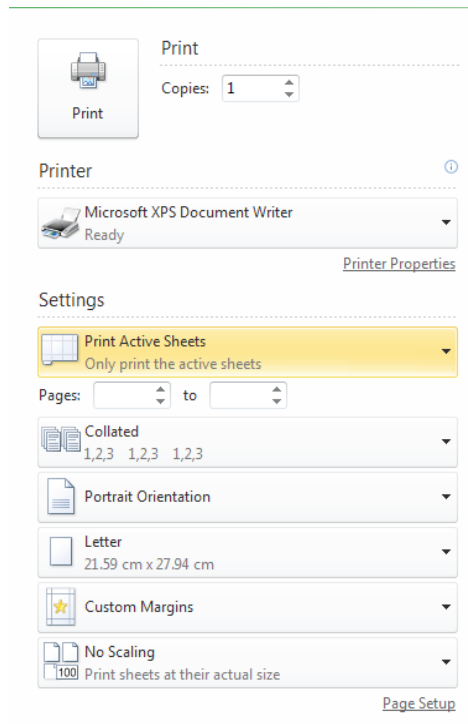 Print
Copies: 1
Print
Printer
Microsoft XPS Document Writer
Ready
Printer Properties
Settings
Print Active Sheets
Only print the active sheets
Pages: to
Collated
1,2,3 1,2,3 1,2,3
Portrait Orientation
Letter
21.59 cm x 27.94 cm
Custom Margins
No Scaling
100 Print sheets at their actual size
Page Setup